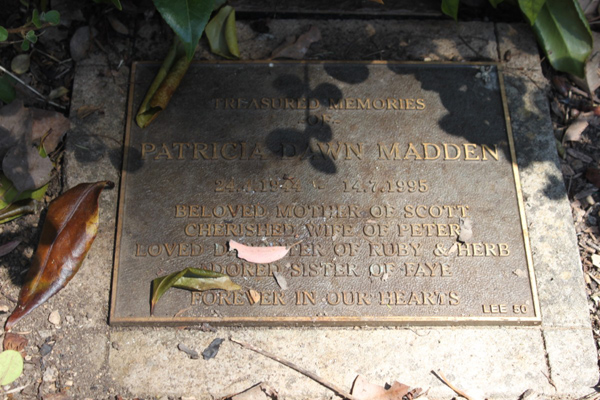 TREASURED MEMORIES
OF
PATRICIA DAWN MADDEN
14.7.1995
BELOVED MOTHER OF SCOTT
CHERISHED WIFE OF PETER
LOVED DAUGHTER OF RUBY & HERB
ADORED SISTER OF FAYE
FOREVER IN OUR HEARTS
LEE 50